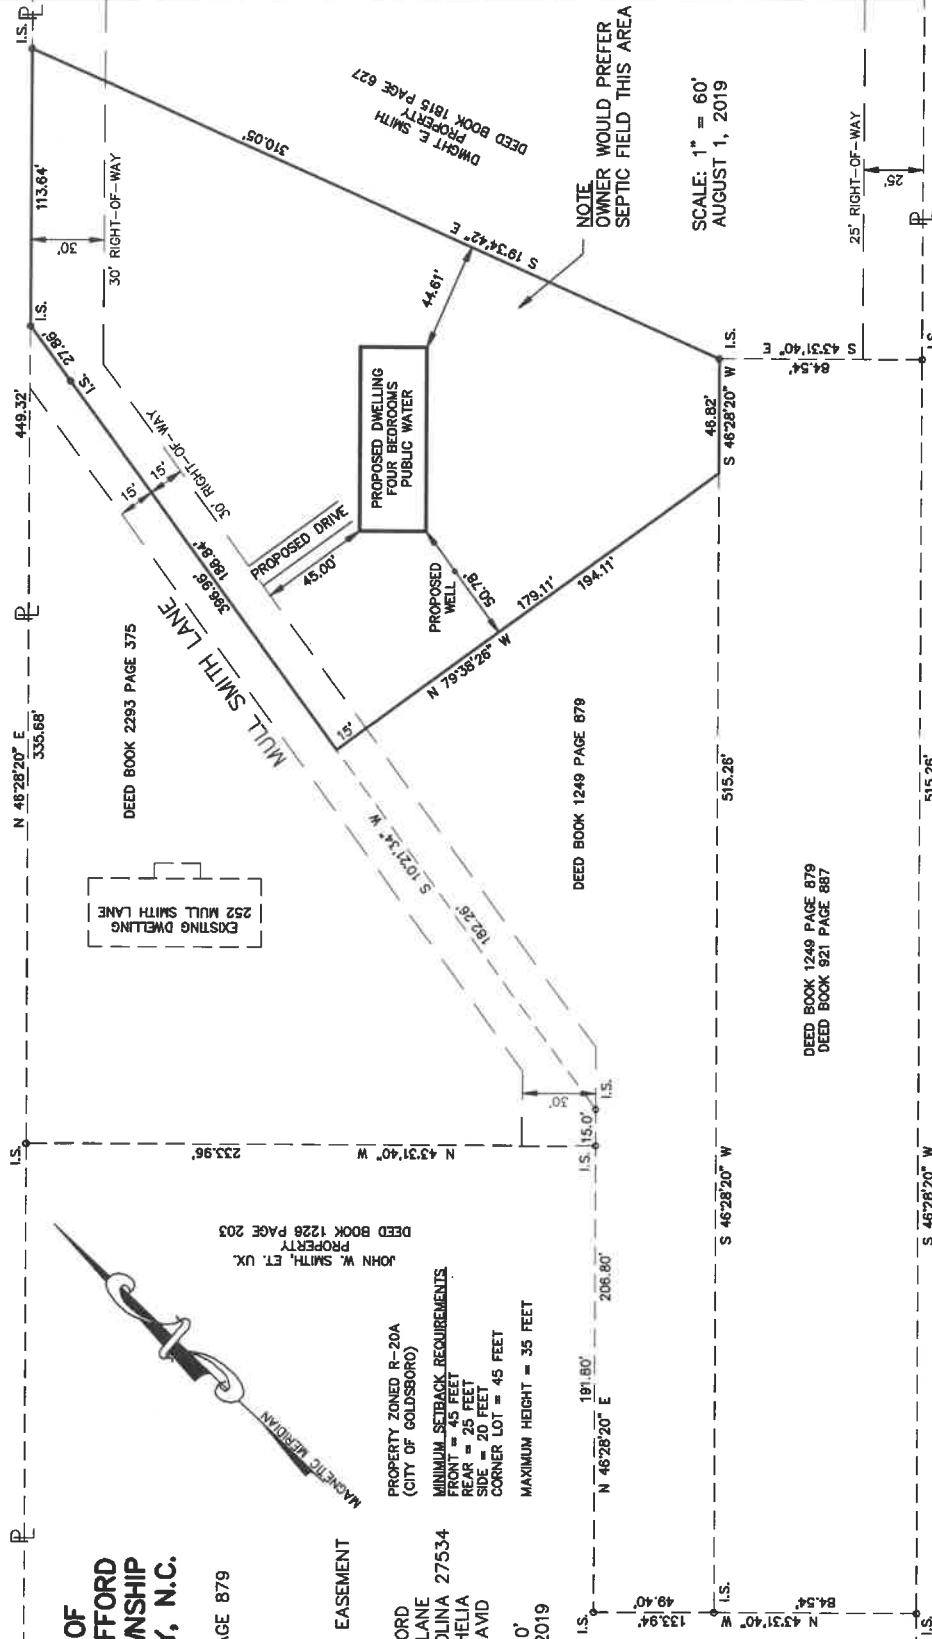 OF
FFORD
WNSHIP
Y, N.C.
AGE 879
EASEMENT
ORD
LANE
OLINA 27534
HELIA
AVID
0'
2019
MAGNETIC MERIDIAN
PROPERTY ZONED R-20A
(CITY OF GOLDSBORO)
MINIMUM SETBACK REQUIREMENTS
FRONT = 45 FEET
REAR = 25 FEET
SIDE = 20 FEET
CORNER LOT = 45 FEET
MAXIMUM HEIGHT = 35 FEET
JOHN W. SMITH, ET. UX.
PROPERTY
DEED BOOK 1228 PAGE 203
I.S.
N 43°31'40" W
233.96'
N 46°28'20" E
335.68'
449.32'
EXISTING DWELLING
252 MULL SMITH LANE
DEED BOOK 2293 PAGE 375
MULL SMITH LANE
396.96'
186.84'
15'
15'
30' RIGHT-OF-WAY
I.S.
27.86'
I.S.
113.64'
I.S.
30'
30' RIGHT-OF-WAY
310.05'
S 19°34'42" E
DWIGHT E. SMITH
PROPERTY
DEED BOOK 1815 PAGE 627
PROPOSED DRIVE
45.00'
PROPOSED DWELLING
FOUR BEDROOMS
PUBLIC WATER
44.61'
PROPOSED
WELL
50.78'
179.11'
194.11'
N 79°38'26" W
15'
S 10°21'34" W
182.26'
30'
I.S.
15.0'
I.S.
NOTE
OWNER WOULD PREFER
SEPTIC FIELD THIS AREA
SCALE: 1" = 60'
AUGUST 1, 2019
DEED BOOK 1249 PAGE 879
N 46°28'20" E
191.80'
206.80'
I.S.
49.40'
133.94'
I.S.
S 46°28'20" W
515.26'
46.82'
S 46°28'20" W
I.S.
S 43°31'40" E
84.54'
25' RIGHT-OF-WAY
25'
DEED BOOK 1249 PAGE 879
DEED BOOK 921 PAGE 887
N 43°31'40" W
84.54'
I.S.
S 46°28'20" W
515.26'
I.S.